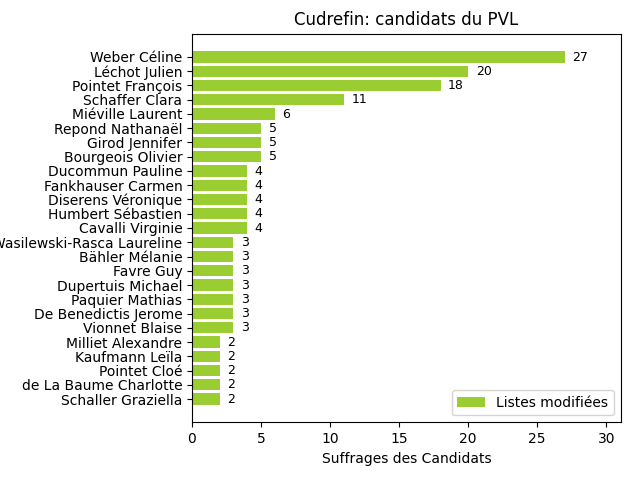 Cudrefin: candidats du PVL
Weber Céline 27
Léchot Julien 20
Pointet François 18
Schaffer Clara 11
Miéville Laurent 6
Repond Nathanaël 5
Girod Jennifer 5
Bourgeois Olivier 5
Ducommun Pauline 4
Fankhauser Carmen 4
Diserens Véronique 4
Humbert Sébastien 4
Cavalli Virginie 4
Wasilewski-Rasca Laureline 3
Bähler Mélanie 3
Favre Guy 3
Dupertuis Michael 3
Paquier Mathias 3
De Benedictis Jerome 3
Vionnet Blaise 3
Milliet Alexandre 2
Kaufmann Leïla 2
Pointet Cloé 2
de La Baume Charlotte 2
Schaller Graziella 2
Listes modifiées
0 5 10 15 20 25 30
Suffrages des Candidats